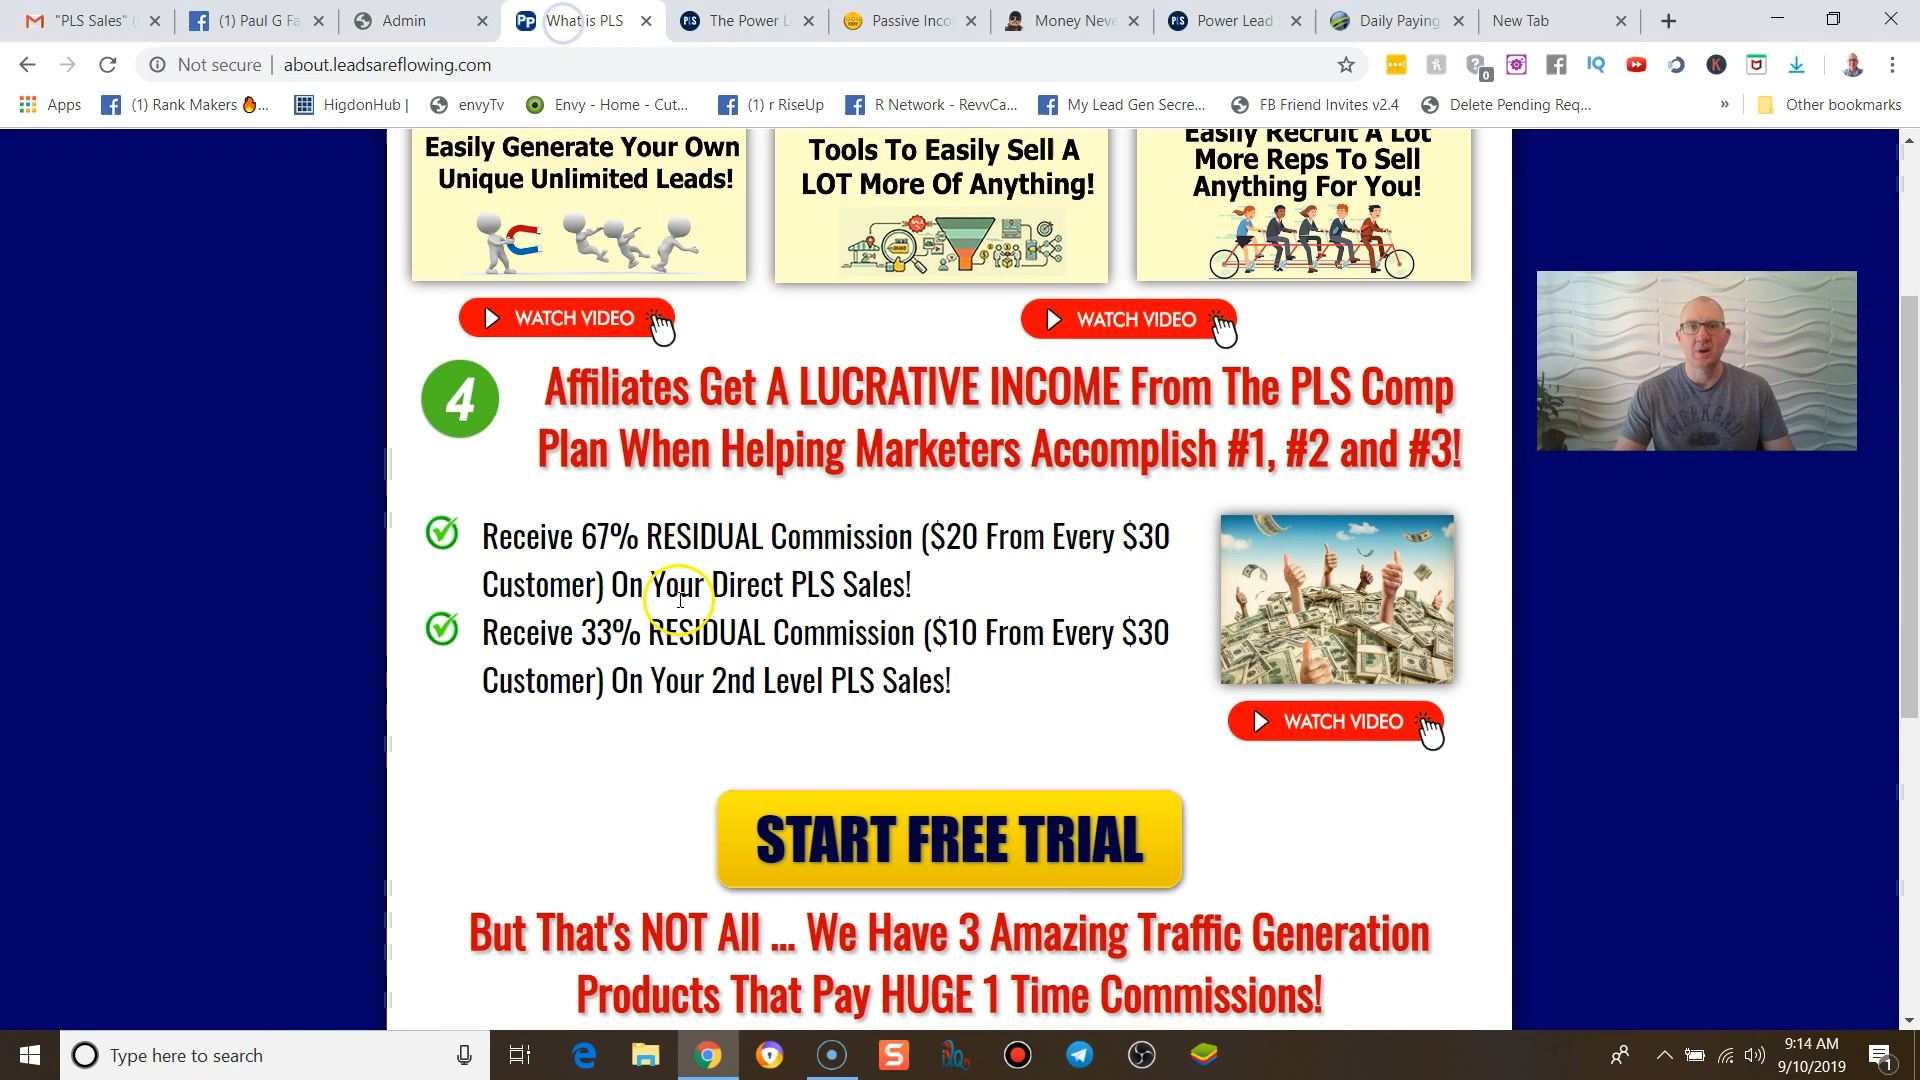 "PLS Sales" (
(1) Paul G Fa
Admin
What is PLS
The Power L
Passive Inco
Money Neve
Power Lead
Daily Paying
New Tab
Not secure
about.leadsareflowing.com
0
Apps
(1) Rank Makers 🔥...
HigdonHub |
envyTv
Envy - Home - Cut...
(1) r RiseUp
R Network - RevvCa...
My Lead Gen Secre...
FB Friend Invites v2.4
Delete Pending Req...
»
Other bookmarks
Easily Generate Your Own
Unique Unlimited Leads!
Tools To Easily Sell A
LOT More Of Anything!
Easily Recruit A Lot
More Reps To Sell
Anything For You!
WATCH VIDEO
WATCH VIDEO
4
Affiliates Get A LUCRATIVE INCOME From The PLS Comp
Plan When Helping Marketers Accomplish #1, #2 and #3!
Receive 67% RESIDUAL Commission ($20 From Every $30
Customer) On Your Direct PLS Sales!
Receive 33% RESIDUAL Commission ($10 From Every $30
Customer) On Your 2nd Level PLS Sales!
WATCH VIDEO
START FREE TRIAL
But That's NOT All ... We Have 3 Amazing Traffic Generation
Products That Pay HUGE 1 Time Commissions!
Type here to search
9:14 AM
9/10/2019
1